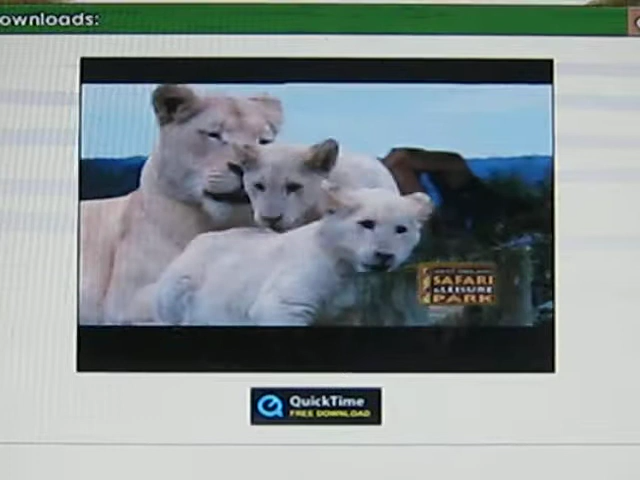 ownloads:
SAFARI
& LEISURE
PARK
QuickTime
FREE DOWNLOAD